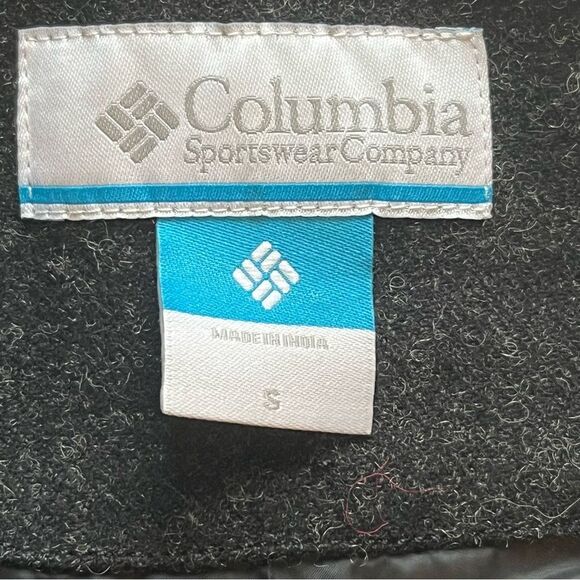 Columbia
Sportswear Company
MADE IN INDIA
S